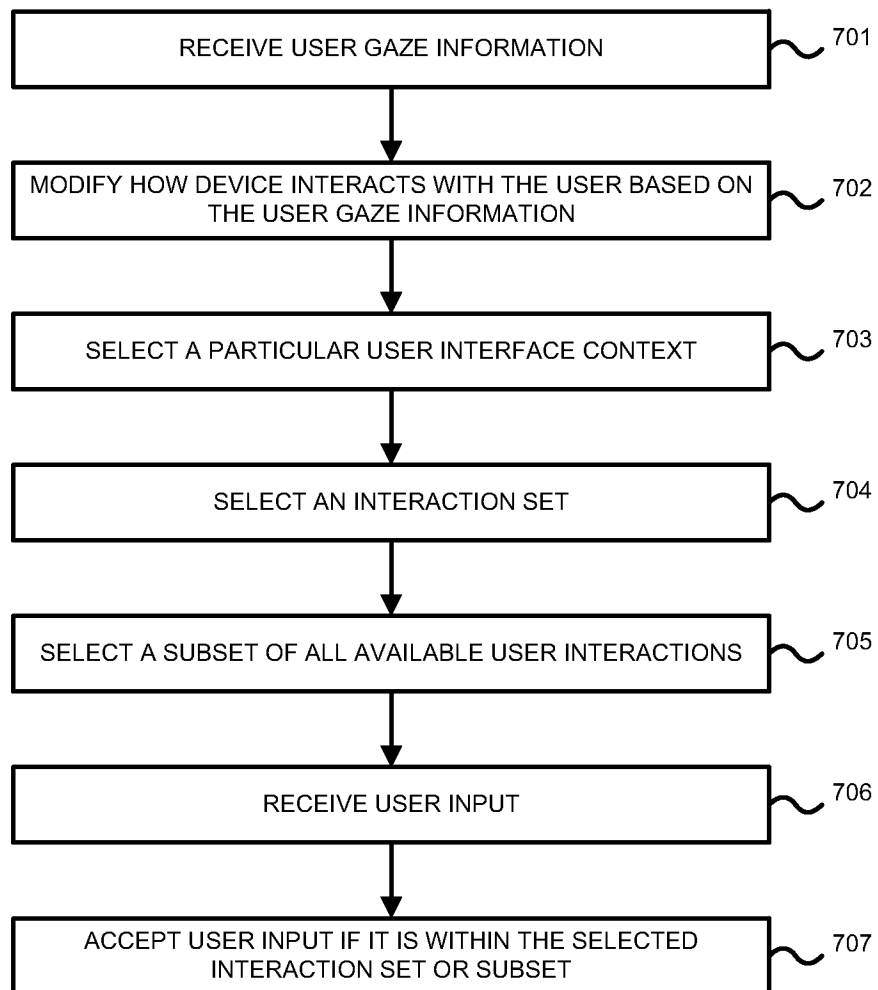 RECEIVE USER GAZE INFORMATION
701
MODIFY HOW DEVICE INTERACTS WITH THE USER BASED ON
THE USER GAZE INFORMATION
702
SELECT A PARTICULAR USER INTERFACE CONTEXT
703
SELECT AN INTERACTION SET
704
SELECT A SUBSET OF ALL AVAILABLE USER INTERACTIONS
705
RECEIVE USER INPUT
706
ACCEPT USER INPUT IF IT IS WITHIN THE SELECTED
INTERACTION SET OR SUBSET
707